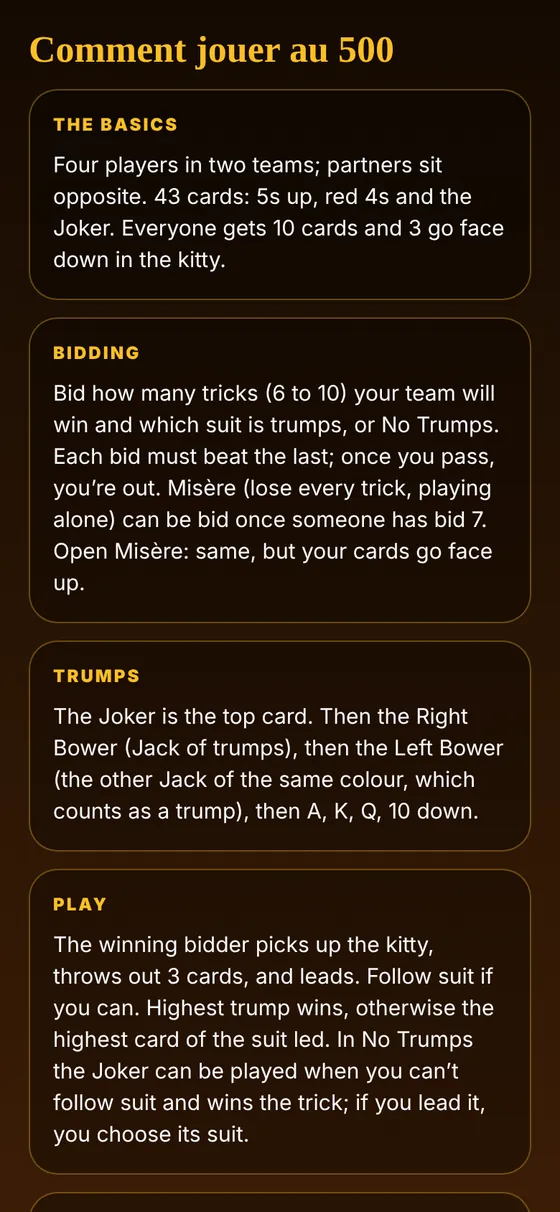 Comment jouer au 500
THE BASICS
Four players in two teams; partners sit
opposite. 43 cards: 5s up, red 4s and the
Joker. Everyone gets 10 cards and 3 go face
down in the kitty.
BIDDING
Bid how many tricks (6 to 10) your team will
win and which suit is trumps, or No Trumps.
Each bid must beat the last; once you pass,
you’re out. Misère (lose every trick, playing
alone) can be bid once someone has bid 7.
Open Misère: same, but your cards go face
up.
TRUMPS
The Joker is the top card. Then the Right
Bower (Jack of trumps), then the Left Bower
(the other Jack of the same colour, which
counts as a trump), then A, K, Q, 10 down.
PLAY
The winning bidder picks up the kitty,
throws out 3 cards, and leads. Follow suit if
you can. Highest trump wins, otherwise the
highest card of the suit led. In No Trumps
the Joker can be played when you can’t
follow suit and wins the trick; if you lead it,
you choose its suit.